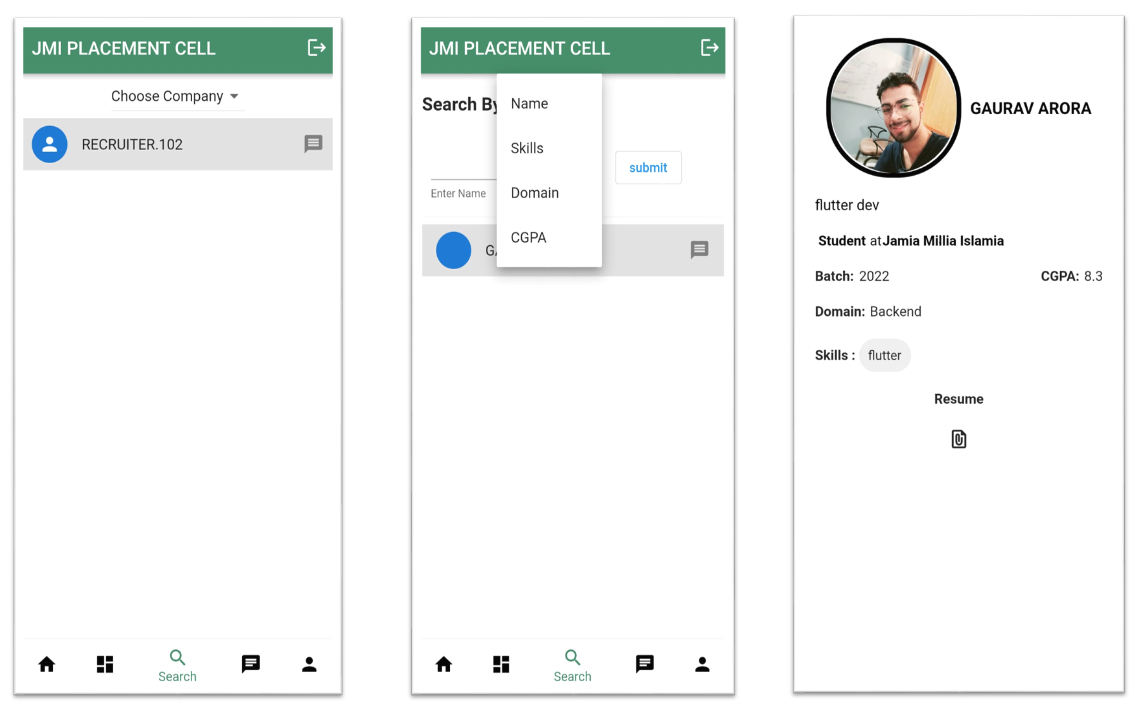 JMI PLACEMENT CELL
Choose Company
RECRUITER.102
Search
JMI PLACEMENT CELL
Search By
Name
Skills
Domain
CGPA
submit
Enter Name
Search
GAURAV ARORA
flutter dev
Student at Jamia Millia Islamia
Batch: 2022
CGPA: 8.3
Domain: Backend
Skills : flutter
Resume